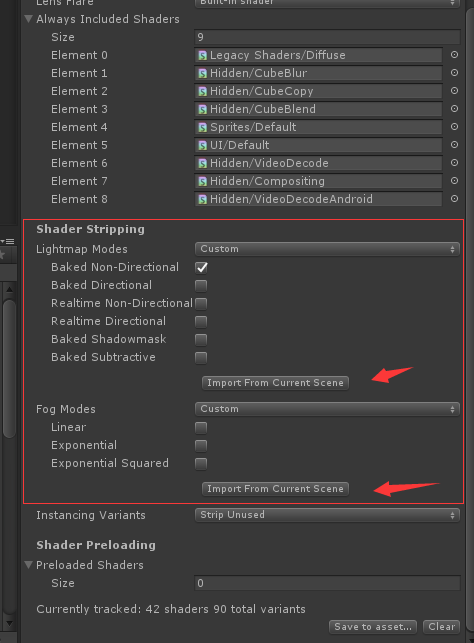 Lens Flare Built-in shader
Always Included Shaders
Size 9
Element 0 Legacy Shaders/Diffuse
Element 1 Hidden/CubeBlur
Element 2 Hidden/CubeCopy
Element 3 Hidden/CubeBlend
Element 4 Sprites/Default
Element 5 UI/Default
Element 6 Hidden/VideoDecode
Element 7 Hidden/Compositing
Element 8 Hidden/VideoDecodeAndroid
Shader Stripping
Lightmap Modes Custom
Baked Non-Directional
Baked Directional
Realtime Non-Directional
Realtime Directional
Baked Shadowmask
Baked Subtractive
Import From Current Scene
Fog Modes Custom
Linear
Exponential
Exponential Squared
Import From Current Scene
Instancing Variants Strip Unused
Shader Preloading
Preloaded Shaders
Size 0
Currently tracked: 42 shaders 90 total variants
Save to asset... Clear